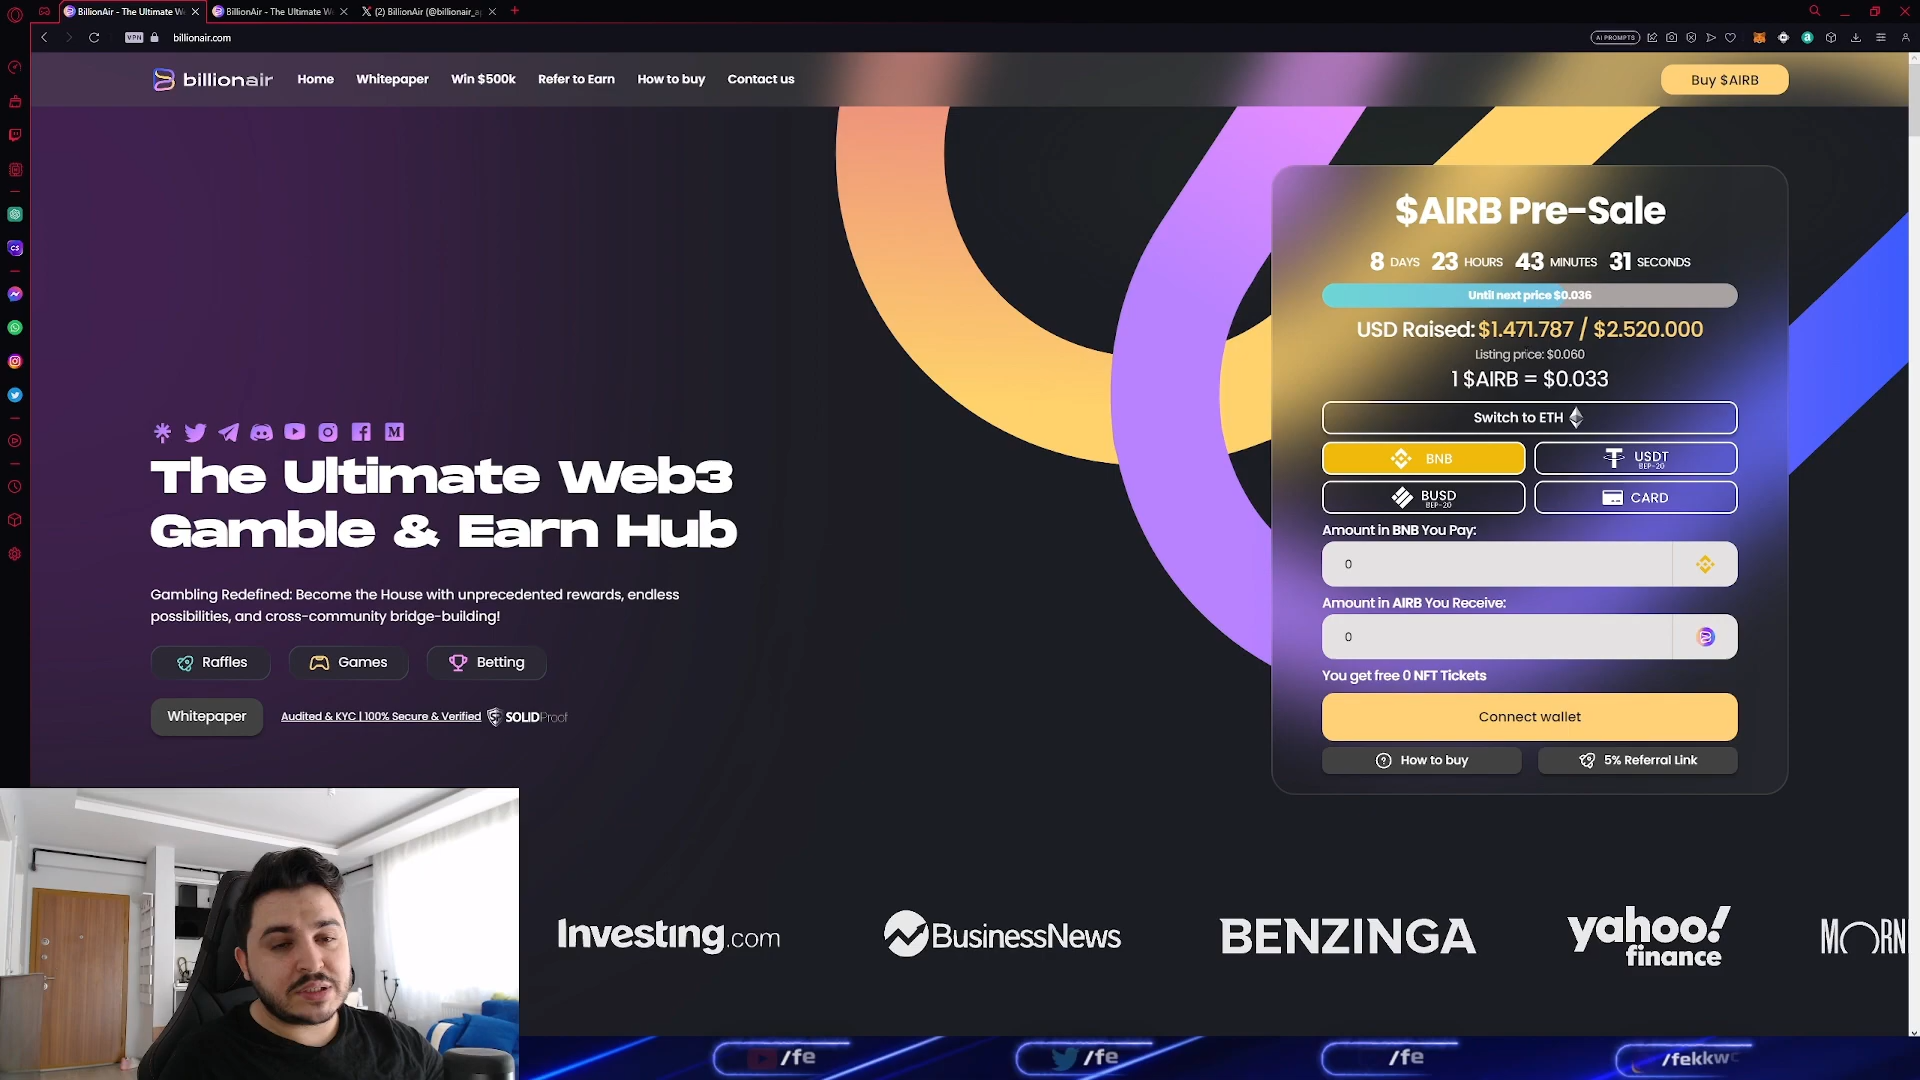 BillionAir - The Ultimate W
BillionAir - The Ultimate W
(2) BillionAir (@billionair_a
VPN
billionair.com
AI PROMPTS
billionair
Home
Whitepaper
Win $500k
Refer to Earn
How to buy
Contact us
Buy $AIRB
$AIRB Pre-Sale
8 DAYS 23 HOURS 43 MINUTES 31 SECONDS
Until next price $0.036
USD Raised: $1.471.787 / $2.520.000
Listing price: $0.060
1 $AIRB = $0.033
Switch to ETH
BNB
USDT
BEP-20
BUSD
BEP-20
CARD
Amount in BNB You Pay:
0
Amount in AIRB You Receive:
0
You get free 0 NFT Tickets
Connect wallet
How to buy
5% Referral Link
The Ultimate Web3
Gamble & Earn Hub
Gambling Redefined: Become the House with unprecedented rewards, endless
possibilities, and cross-community bridge-building!
Raffles
Games
Betting
Whitepaper
Audited & KYC | 100% Secure & Verified
SOLIDProof
Investing.com
BusinessNews
BENZINGA
yahoo!
finance
MORN
/fe
/fe
/fe
/fekkw